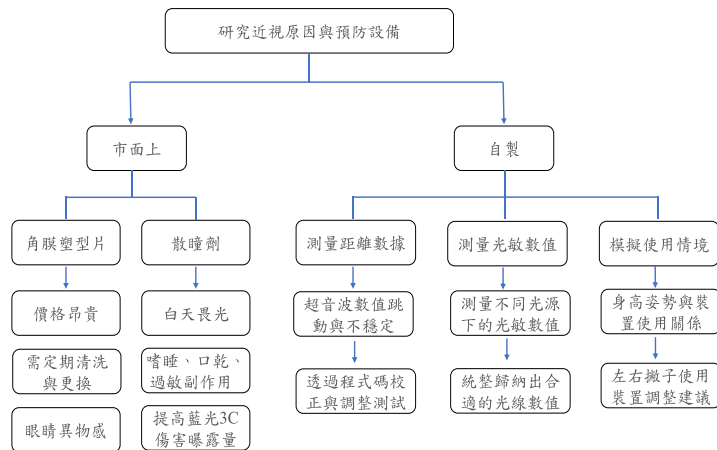 研究近視原因與預防設備
市面上
自製
角膜塑型片
散瞳劑
測量距離數據
測量光敏數值
模擬使用情境
價格昂貴
白天畏光
超音波數值跳
動與不穩定
測量不同光源
下的光敏數值
身高姿勢與裝
置使用關係
需定期清洗
與更換
嗜睡、口乾、
過敏副作用
透過程式碼校
正與調整測試
統整歸納出合
適的光線數值
左右撇子使用
裝置調整建議
眼睛異物感
提高藍光3C
傷害曝露量